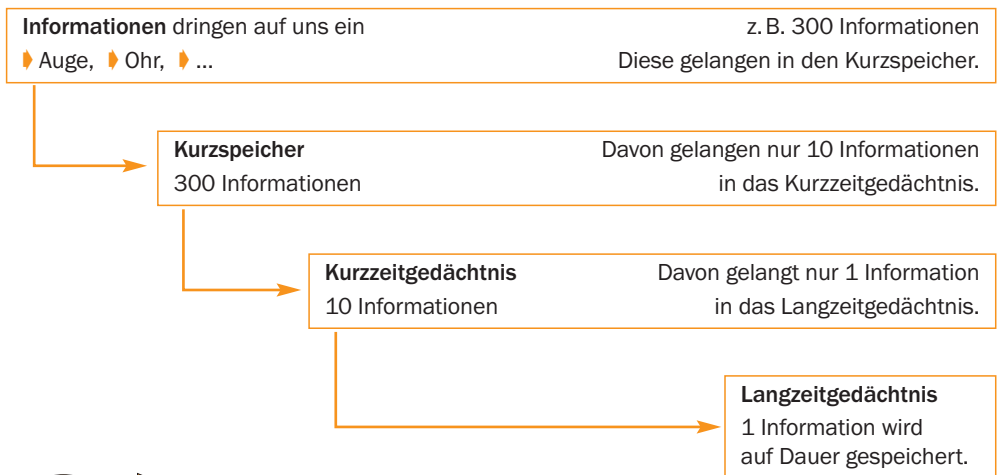 Informationen dringen auf uns ein z. B. 300 Informationen
Auge, Ohr, ... Diese gelangen in den Kurzspeicher.
Kurzspeicher Davon gelangen nur 10 Informationen
300 Informationen in das Kurzzeitgedächtnis.
Kurzzeitgedächtnis Davon gelangt nur 1 Information
10 Informationen in das Langzeitgedächtnis.
Langzeitgedächtnis
1 Information wird
auf Dauer gespeichert.